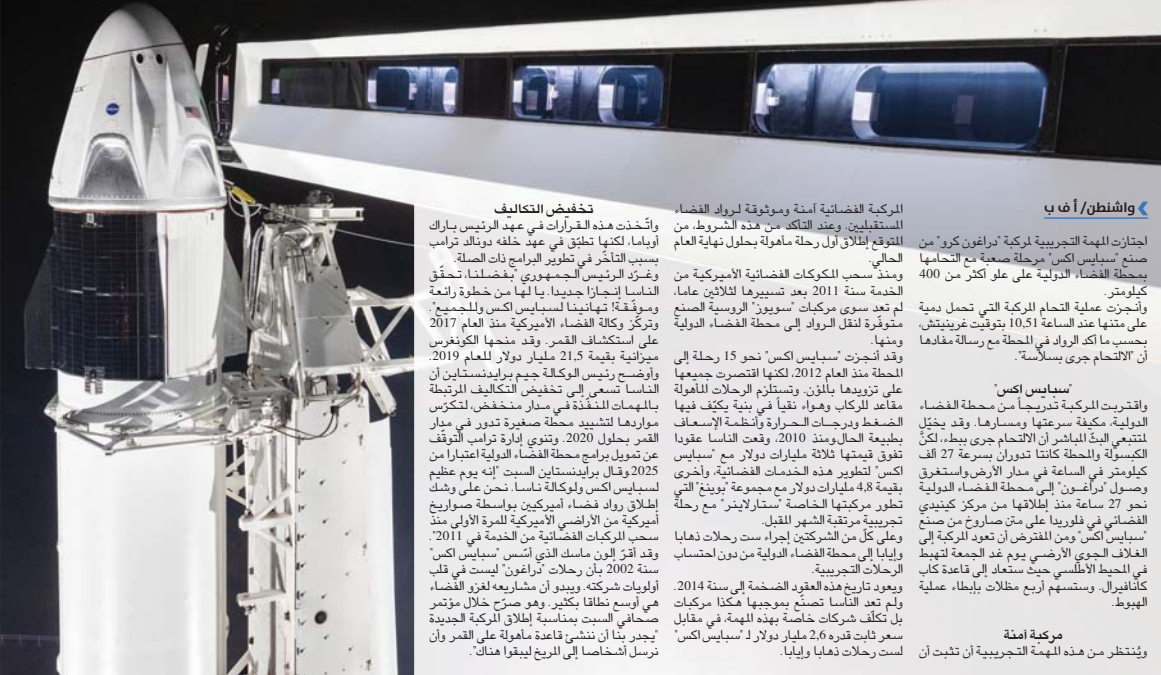 واشنطن/ أ ف ب
اجتازت المهمة التجريبية لمركبة "دراغون كرو" من
صنع "سبايس اكس" مرحلة صعبة مع التحامها
بمحطة الفضاء الدولية على علو أكثر من 400
كيلومتر.
وأنجزت عملية التحام المركبة التي تحمل دمية
على متنها عند الساعة 10,51 بتوقيت غرينيتش،
بحسب ما أكد الرواد في المحطة مع رسالة مفادها
أن "الالتحام جرى بسلاسة".
"سبايس إكس"
واقتربت المركبة تدريجاً من محطة الفضاء
الدولية، مكيفة سرعتها ومسارها. وقد يخيّل
لمتتبعي البثّ المباشر أن الالتحام جرى ببطء، لكنّ
الكبسولة والمحطة كانتا تدوران بسرعة 27 ألف
كيلومتر في الساعة في مدار الأرض.واستغرق
وصول "دراغون" إلى محطة الفضاء الدولية
نحو 27 ساعة منذ إطلاقها من مركز كينيدي
الفضائي في فلوريدا على متن صاروخ من صنع
"سبايس اكس" ومن المفترض أن تعود المركبة إلى
الغلاف الجوي الأرضي يوم غد الجمعة لتهبط
في المحيط الأطلسي حيث ستعاد إلى قاعدة كاب
كانافيرال. وستسهم أربع مظلات بإبطاء عملية
الهبوط.
مركبة آمنة
ويُنتظر من هذه المهمة التجريبية أن تثبت أن
المركبة الفضائية آمنة وموثوقة لرواد الفضاء
المستقبليين. وعند التأكد من هذه الشروط، من
المتوقع إطلاق أول رحلة مأهولة بحلول نهاية العام
الحالي.
ومنذ سحب المكوكات الفضائية الأميركية من
الخدمة سنة 2011 بعد تسييرها لثلاثين عاما،
لم تعد سوى مركبات "سويوز" الروسية الصنع
متوفّرة لنقل الرواد إلى محطة الفضاء الدولية
ومنها.
وقد أنجزت "سبايس اكس" نحو 15 رحلة إلى
المحطة منذ العام 2012، لكنها اقتصرت جميعها
على تزويدها بالمؤن. وتستلزم الرحلات المأهولة
مقاعد للركاب وهواء نقياً في بنية يكيّف فيها
الضغط ودرجات الحرارة وأنظمة الإسعاف
بطبيعة الحال.ومنذ 2010، وقعت الناسا عقودا
تفوق قيمتها ثلاثة مليارات دولار مع "سبايس
اكس" لتطوير هذه الخدمات الفضائية، وأخرى
بقيمة 4,8 مليارات دولار مع مجموعة "بوينغ" التي
تطور مركبتها الخاصة "ستارلاينر" مع رحلة
تجريبية مرتقبة الشهر المقبل.
وعلى كلّ من الشركتين إجراء ست رحلات ذهابا
وإيابا إلى محطة الفضاء الدولية من دون احتساب
الرحلات التجريبية.
ويعود تاريخ هذه العقود الضخمة إلى سنة 2014.
ولم تعد الناسا تصنّع بموجبها هكذا مركبات
بل تكلّف شركات خاصة بهذه المهمة، في مقابل
سعر ثابت قدره 2,6 مليار دولار لـ "سبايس اكس"
لست رحلات ذهابا وإيابا.
تخفيض التكاليف
واتّخذت هذه القرارات في عهد الرئيس باراك
أوباما، لكنها تطبّق في عهد خلفه دونالد ترامب
بسبب التأخّر في تطوير البرامج ذات الصلة.
وغرّد الرئيس الجمهوري "بفضلنا، تحقّق
الناسا إنجازا جديدا. يا لها من خطوة رائعة
وموفّقة! تهانينا لسبايس اكس وللجميع".
وتركّز وكالة الفضاء الأميركية منذ العام 2017
على استكشاف القمر. وقد منحها الكونغرس
ميزانية بقيمة 21,5 مليار دولار للعام 2019.
وأوضح رئيس الوكالة جيم برايدنستاين أن
الناسا تسعى إلى تخفيض التكاليف المرتبطة
بالمهمات المنفّذة في مدار منخفض، لتكرّس
مواردها لتشييد محطة صغيرة تدور في مدار
القمر بحلول 2020. وتنوي إدارة ترامب التوقّف
عن تمويل برامج محطة الفضاء الدولية اعتبارا من
2025.وقال برايدنستاين السبت "إنه يوم عظيم
لسبايس اكس ولوكالة ناسا. نحن على وشك
إطلاق رواد فضاء أميركيين بواسطة صواريخ
أميركية من الأراضي الأميركية للمرة الأولى منذ
سحب المركبات الفضائية من الخدمة في 2011".
وقد أقرّ إلون ماسك الذي أسّس "سبايس اكس"
سنة 2002 بأن رحلات "دراغون" ليست في قلب
أولويات شركته. ويبدو أن مشاريعه لغزو الفضاء
هي أوسع نطاقا بكثير. وهو صرّح خلال مؤتمر
صحافي السبت بمناسبة إطلاق المركبة الجديدة
"يجدر بنا أن ننشئ قاعدة مأهولة على القمر وأن
نرسل أشخاصا إلى المريخ ليبقوا هناك".